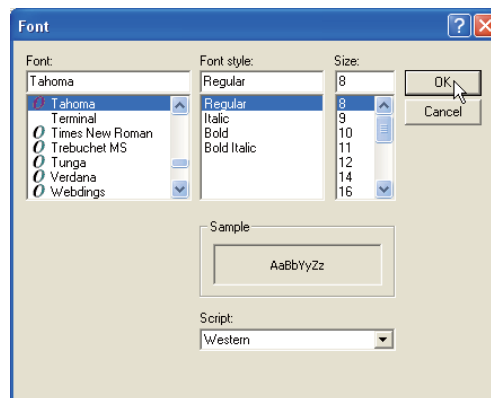 Font
Font:
Tahoma
Tahoma
Terminal
Times New Roman
Trebuchet MS
Tunga
Verdana
Webdings
Font style:
Regular
Regular
Italic
Bold
Bold Italic
Size:
8
8
9
10
11
12
14
16
OK
Cancel
Sample
AaBbYyZz
Script:
Western